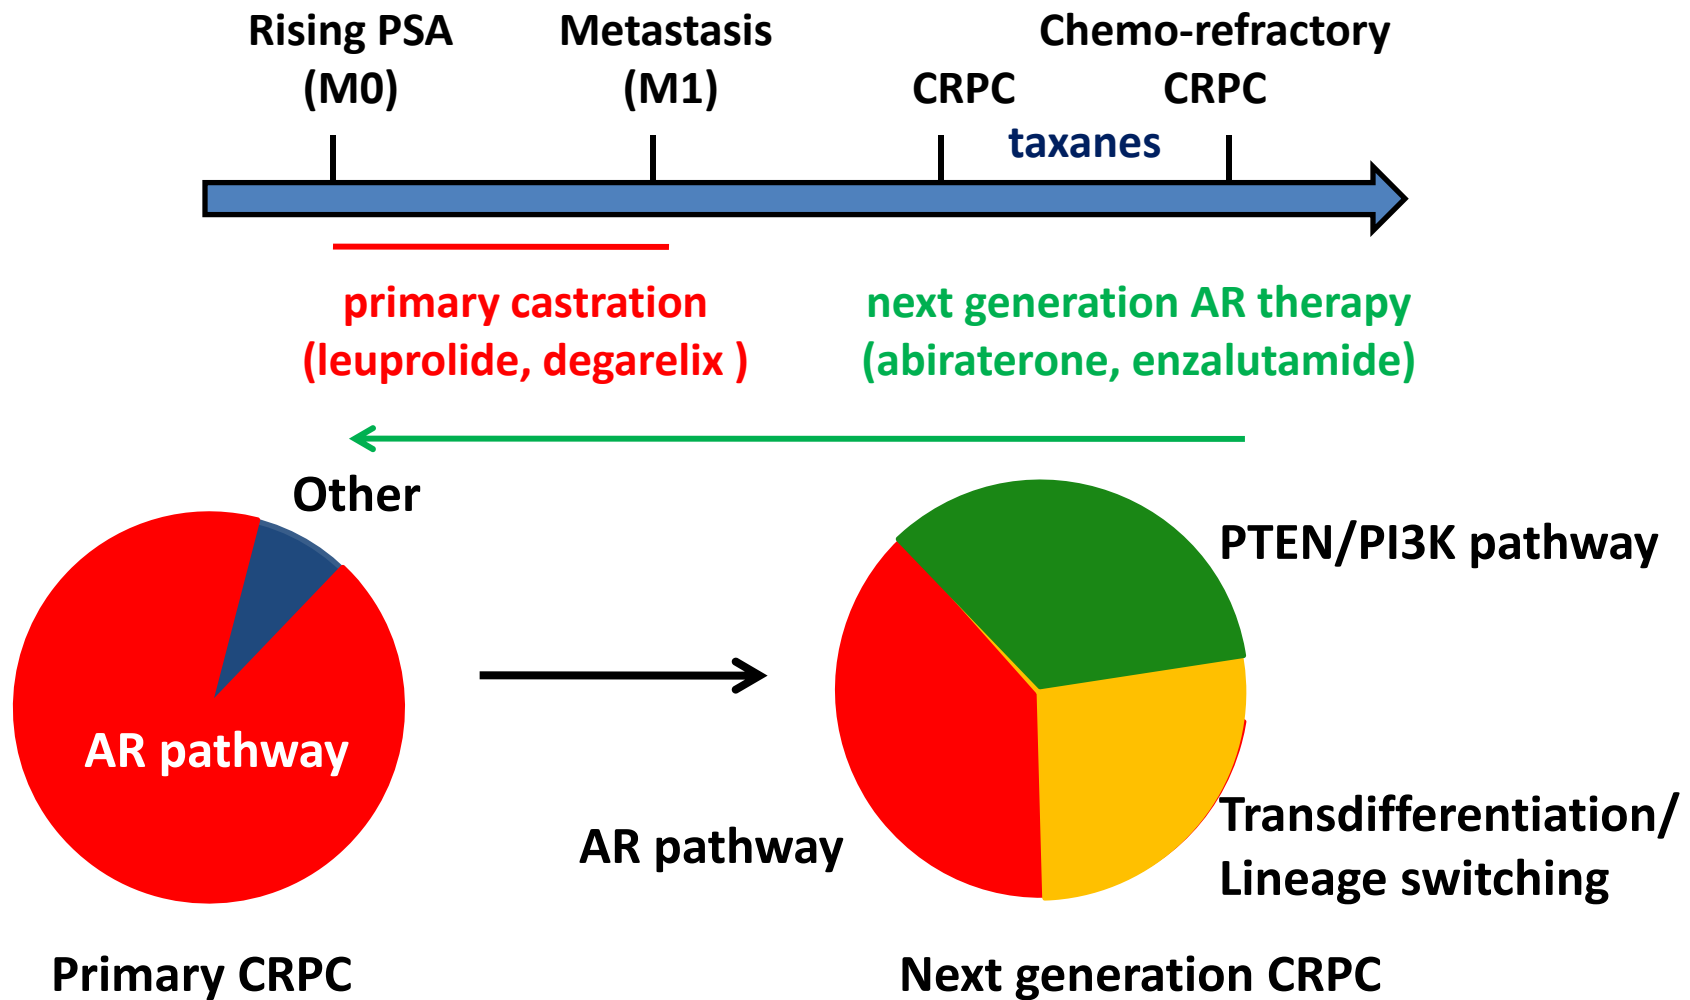 Rising PSA
(M0)
Metastasis
(M1)
CRPC
Chemo-refractory
CRPC
taxanes
primary castration
(leuprolide, degarelix )
next generation AR therapy
(abiraterone, enzalutamide)
Other
AR pathway
Primary CRPC
PTEN/PI3K pathway
AR pathway
Transdifferentiation/
Lineage switching
Next generation CRPC